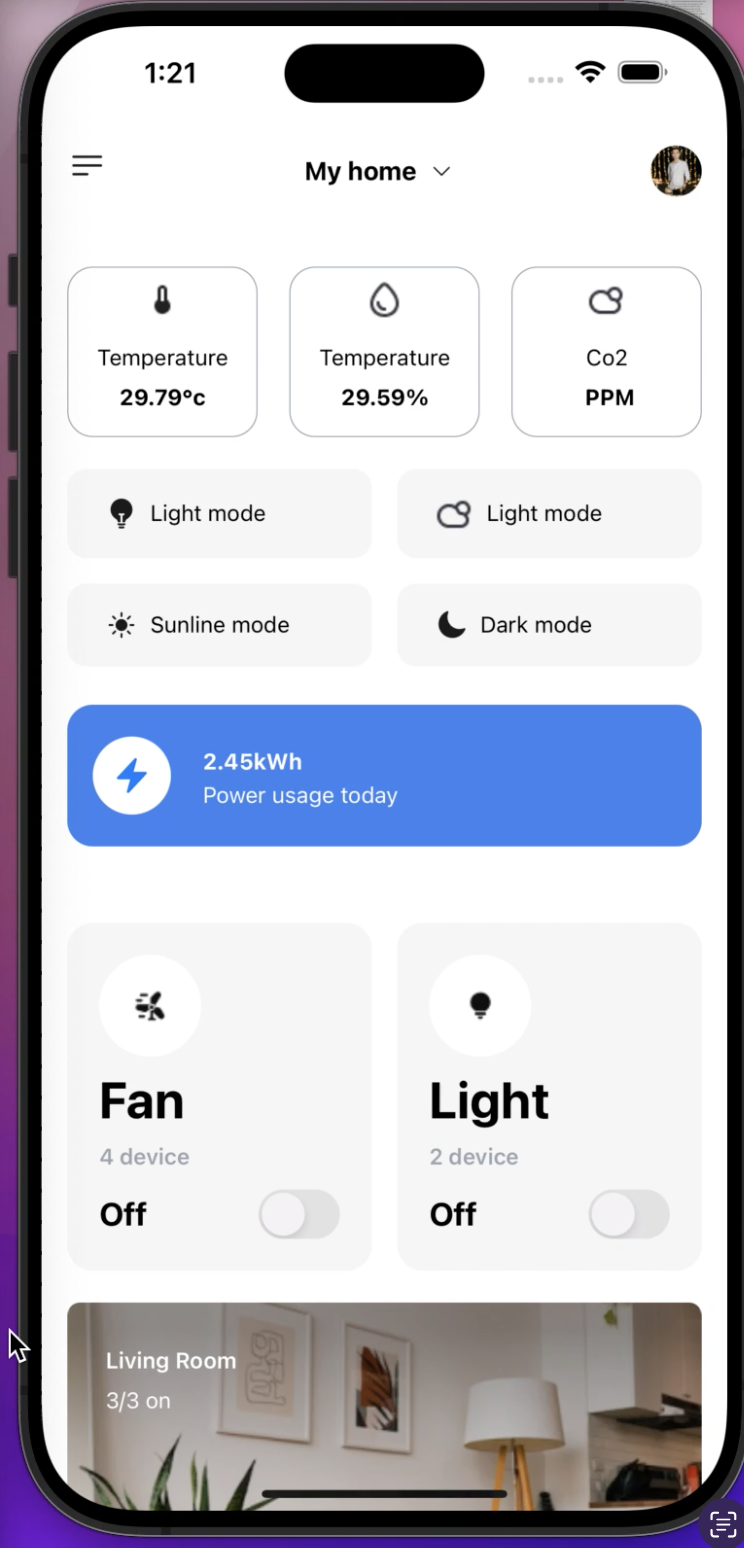 1:21
My home
Temperature
29.79°c
Temperature
29.59%
Co2
PPM
Light mode
Light mode
Sunline mode
Dark mode
2.45kWh
Power usage today
Fan
4 device
Off
Light
2 device
Off
Living Room
3/3 on